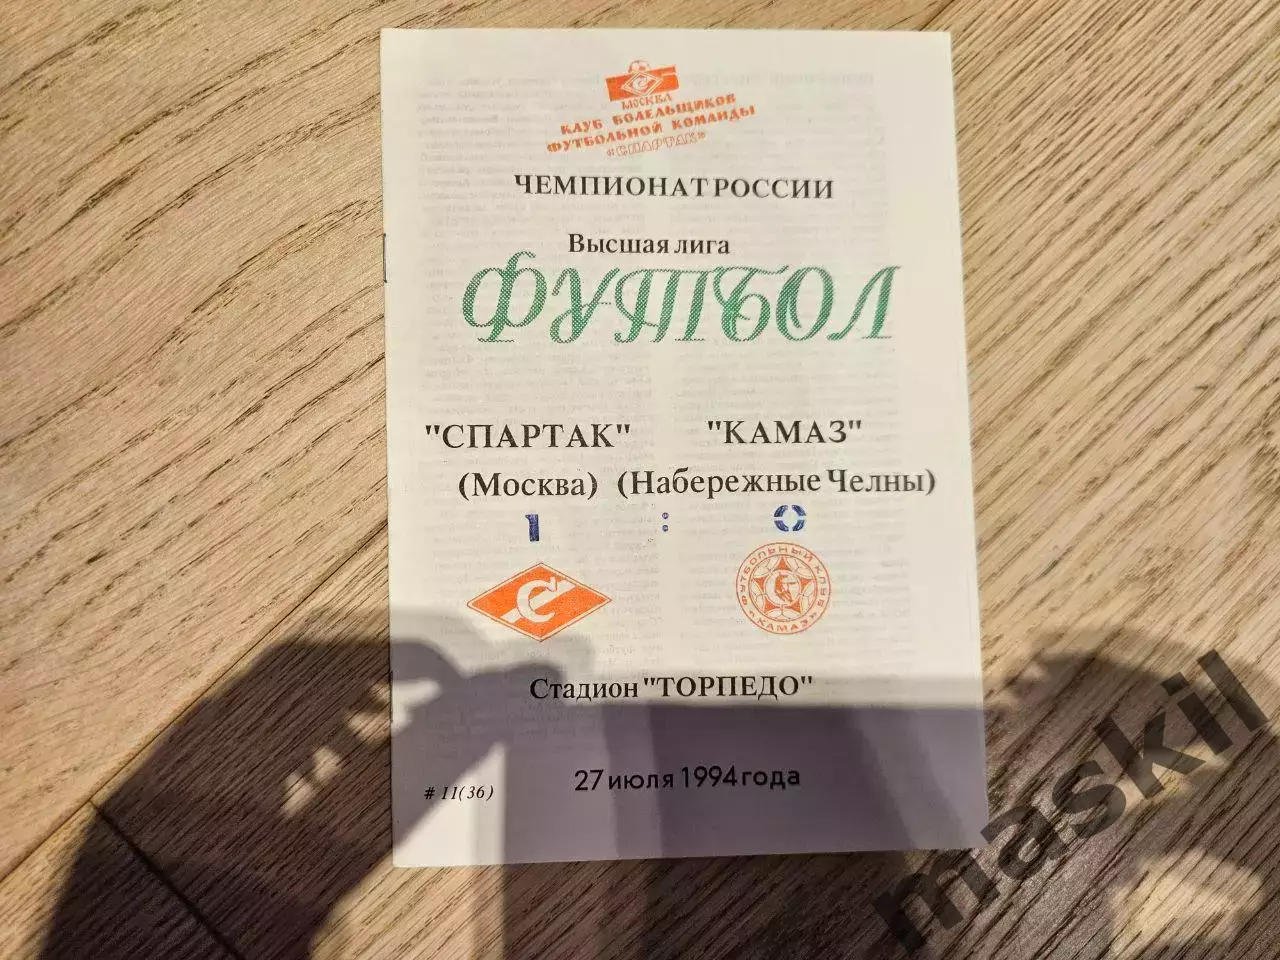 МОСКВА
КЛУБ БОЛЕЛЬЩИКОВ
ФУТБОЛЬНОЙ КОМАНДЫ
«СПАРТАК»
ЧЕМПИОНАТ РОССИИ
Высшая лига
ФУТБОЛ
"СПАРТАК" "КАМАЗ"
(Москва) (Набережные Челны)
1 : 0
ФУТБОЛЬНЫЙ КЛУБ
«КАМАЗ»
Стадион "ТОРПЕДО"
# 11(36) 27 июля 1994 года
maskil